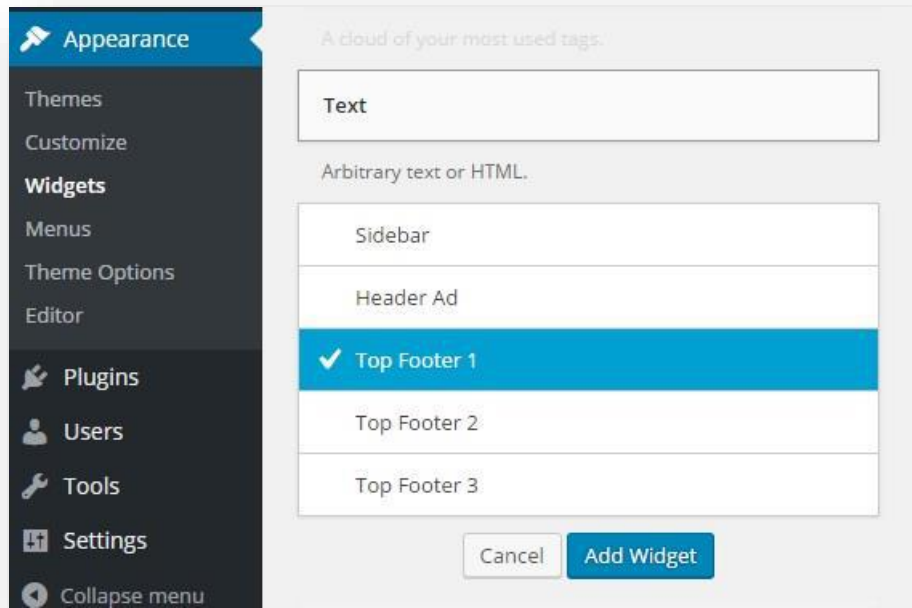 Appearance
Themes
Customize
Widgets
Menus
Theme Options
Editor
Plugins
Users
Tools
Settings
Collapse menu
A cloud of your most used tags.
Text
Arbitrary text or HTML.
Sidebar
Header Ad
Top Footer 1
Top Footer 2
Top Footer 3
Cancel
Add Widget